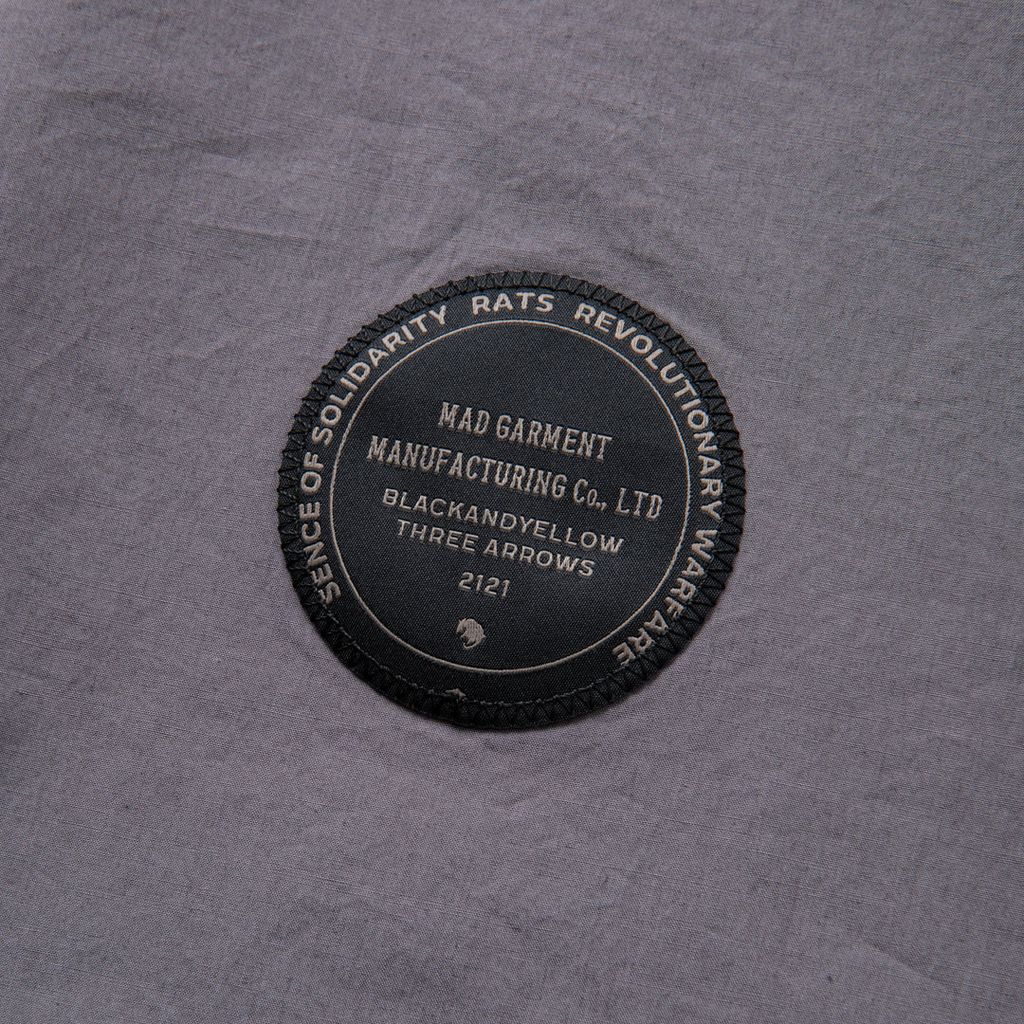 SENCE OF SOLIDARITY RATS REVOLUTIONARY WARFARE
MAD GARMENT
MANUFACTURING Co., LTD
BLACKANDYELLOW
THREE ARROWS
2121